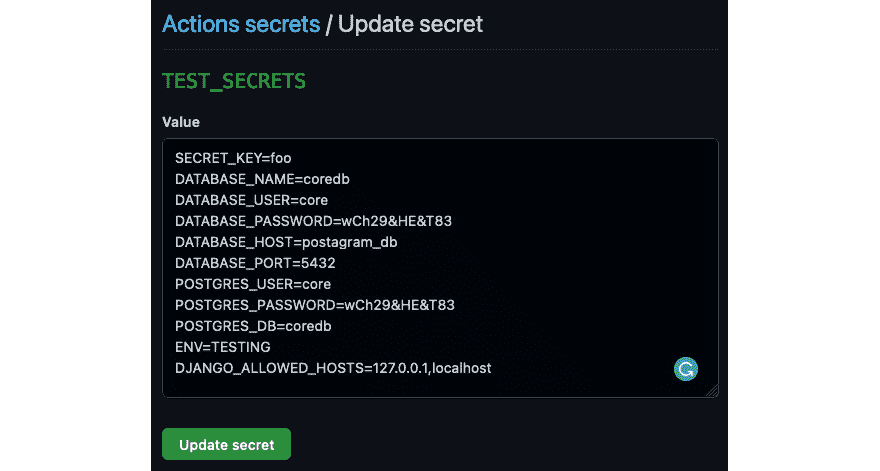 Actions secrets / Update secret
TEST_SECRETS
Value
SECRET_KEY=foo
DATABASE_NAME=coredb
DATABASE_USER=core
DATABASE_PASSWORD=wCh29&HE&T83
DATABASE_HOST=postagram_db
DATABASE_PORT=5432
POSTGRES_USER=core
POSTGRES_PASSWORD=wCh29&HE&T83
POSTGRES_DB=coredb
ENV=TESTING
DJANGO_ALLOWED_HOSTS=127.0.0.1,localhost
Update secret